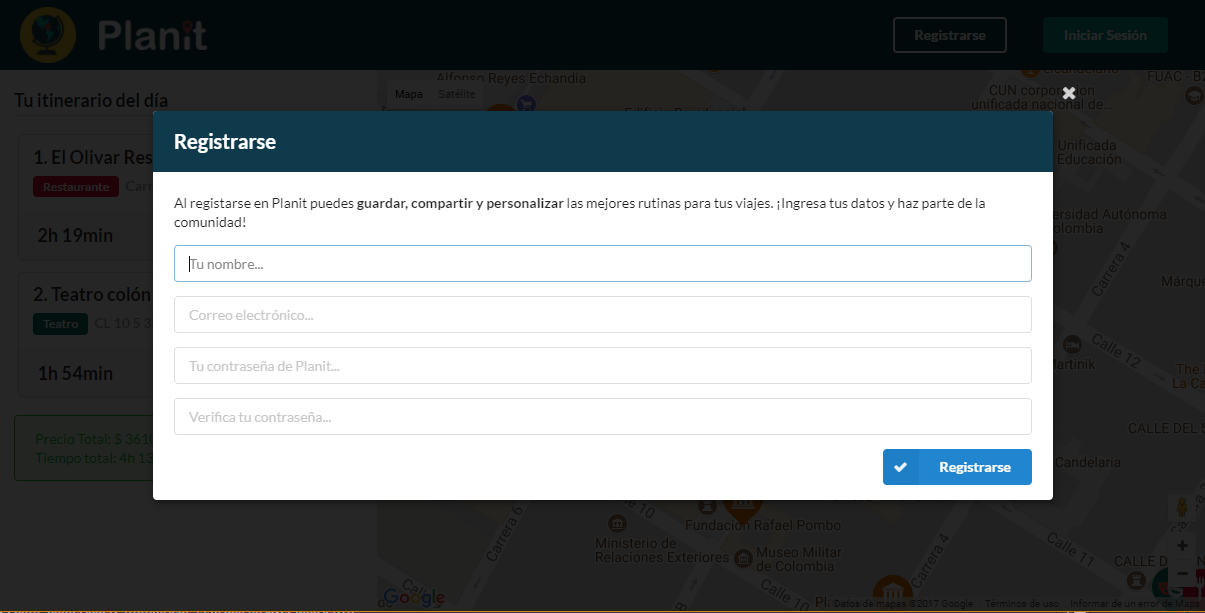 Planit
Registrarse
Iniciar Sesión
Tu itinerario del día
1. El Olivar Res
Restaurante
2h 19min
2. Teatro colón
Teatro
CL 10 5 3
1h 54min
Precio Total: $ 361
Tiempo total: 4h 13
Mapa
Satélite
Alfonso Reyes Echandia
CUN corporacion
unificada nacional de...
FUAC - B
Unificada
Educación
ersidad Autónoma
olombia
Carrera 4
Márque
Calle 12
artinik
The
La Ca
CALLE DEL S
Candelaria
Registrarse
Al registarse en Planit puedes guardar, compartir y personalizar las mejores rutinas para tus viajes. ¡Ingresa tus datos y haz parte de la
comunidad!
Tu nombre...
Correo electrónico...
Tu contraseña de Planit...
Verifica tu contraseña...
Registrarse
Carrera 6
Fundación Rafael Pombo
Ministerio de
Relaciones Exteriores
Museo Militar
de Colombia
Carrera 4
Calle 11
CALLE D
Calle 10
Google
Datos de mapas ©2017 Google
Términos de uso
Informar de un error de Maps